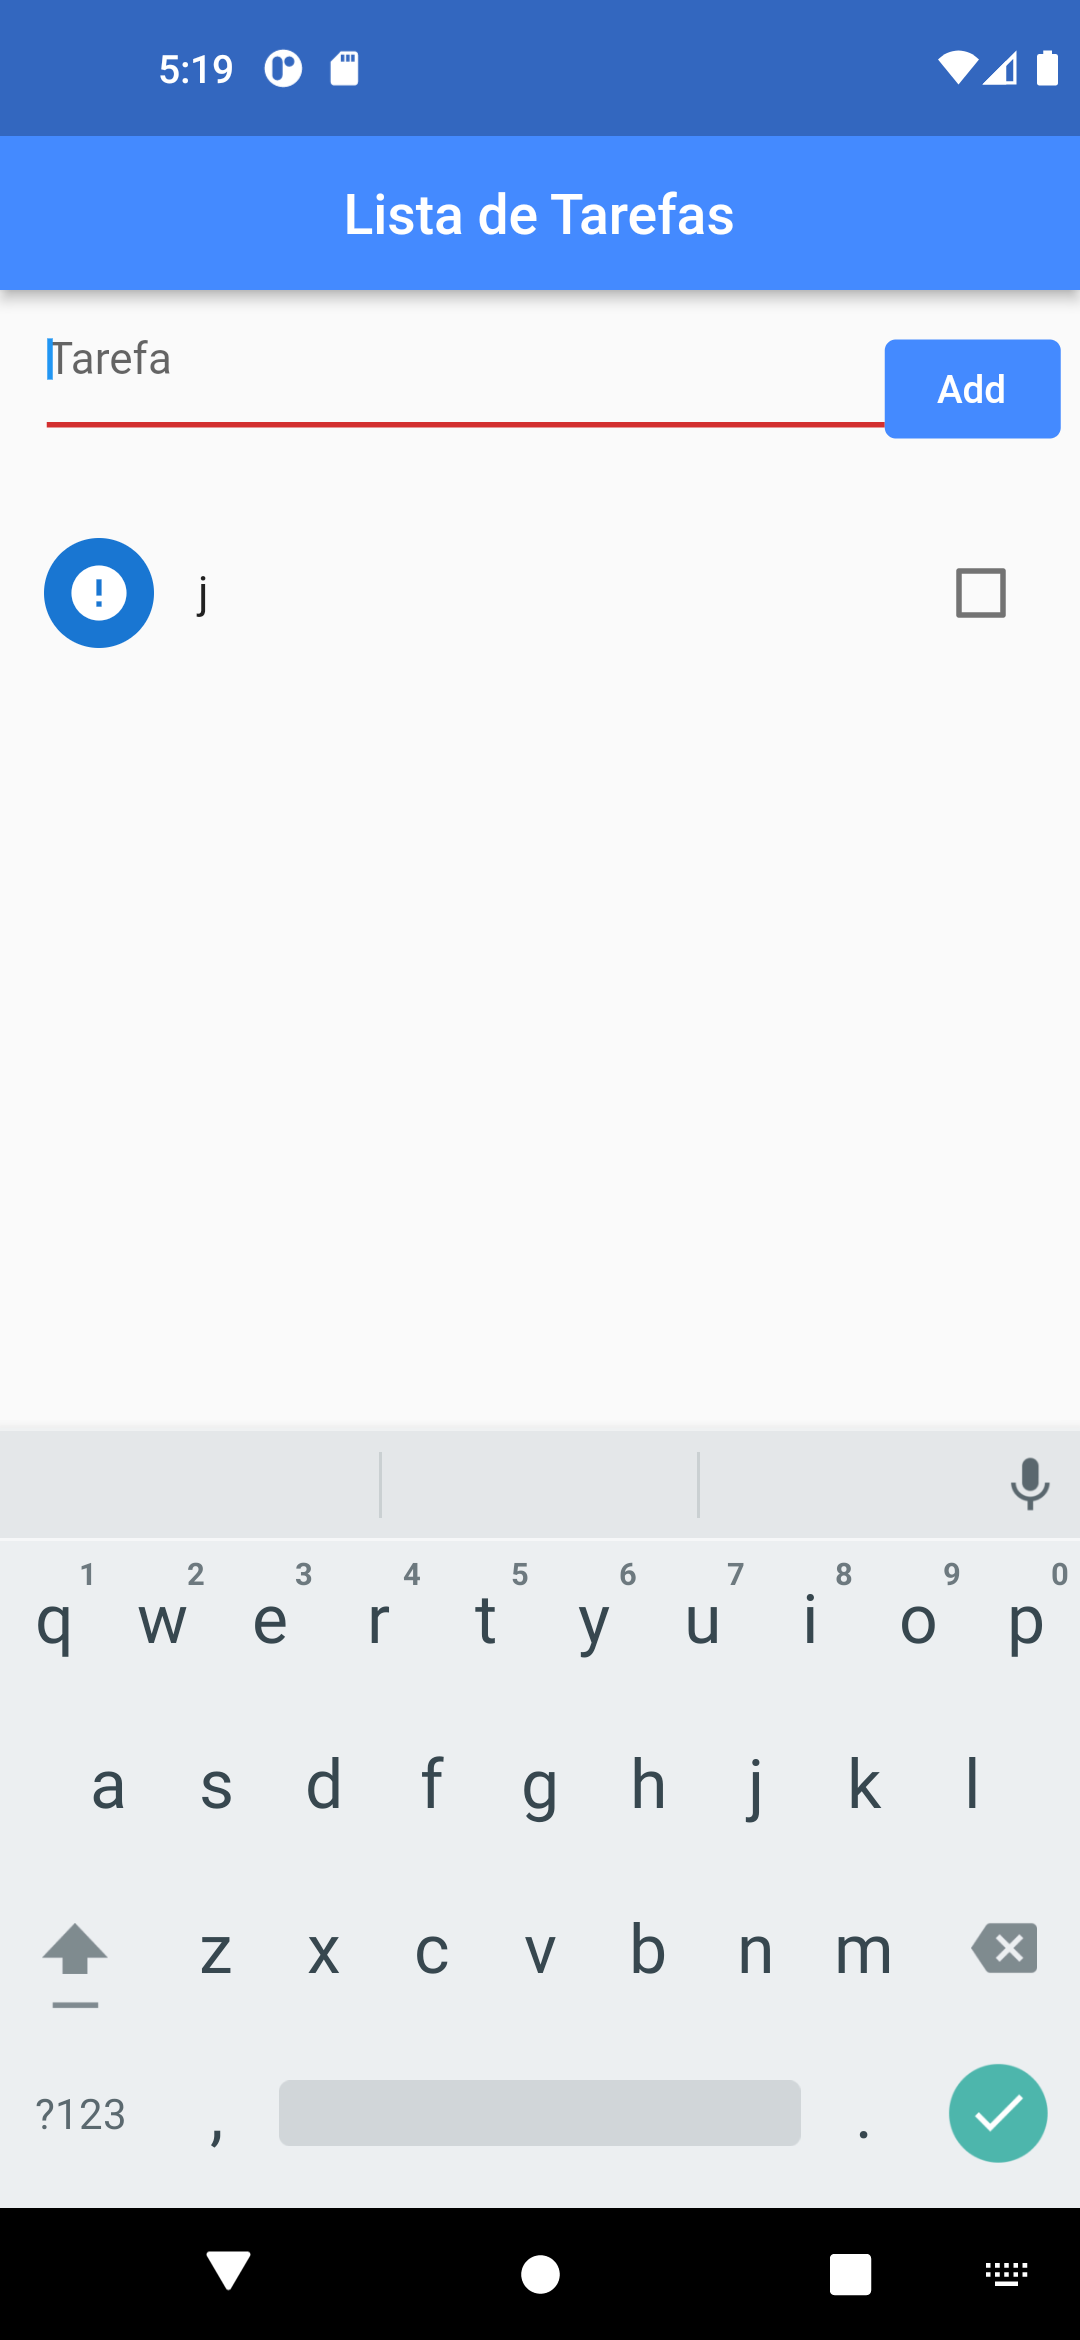 5:19
Lista de Tarefas
Tarefa
Add
j
1 2 3 4 5 6 7 8 9 0
q w e r t y u i o p
a s d f g h j k l
z x c v b n m
?123 , .